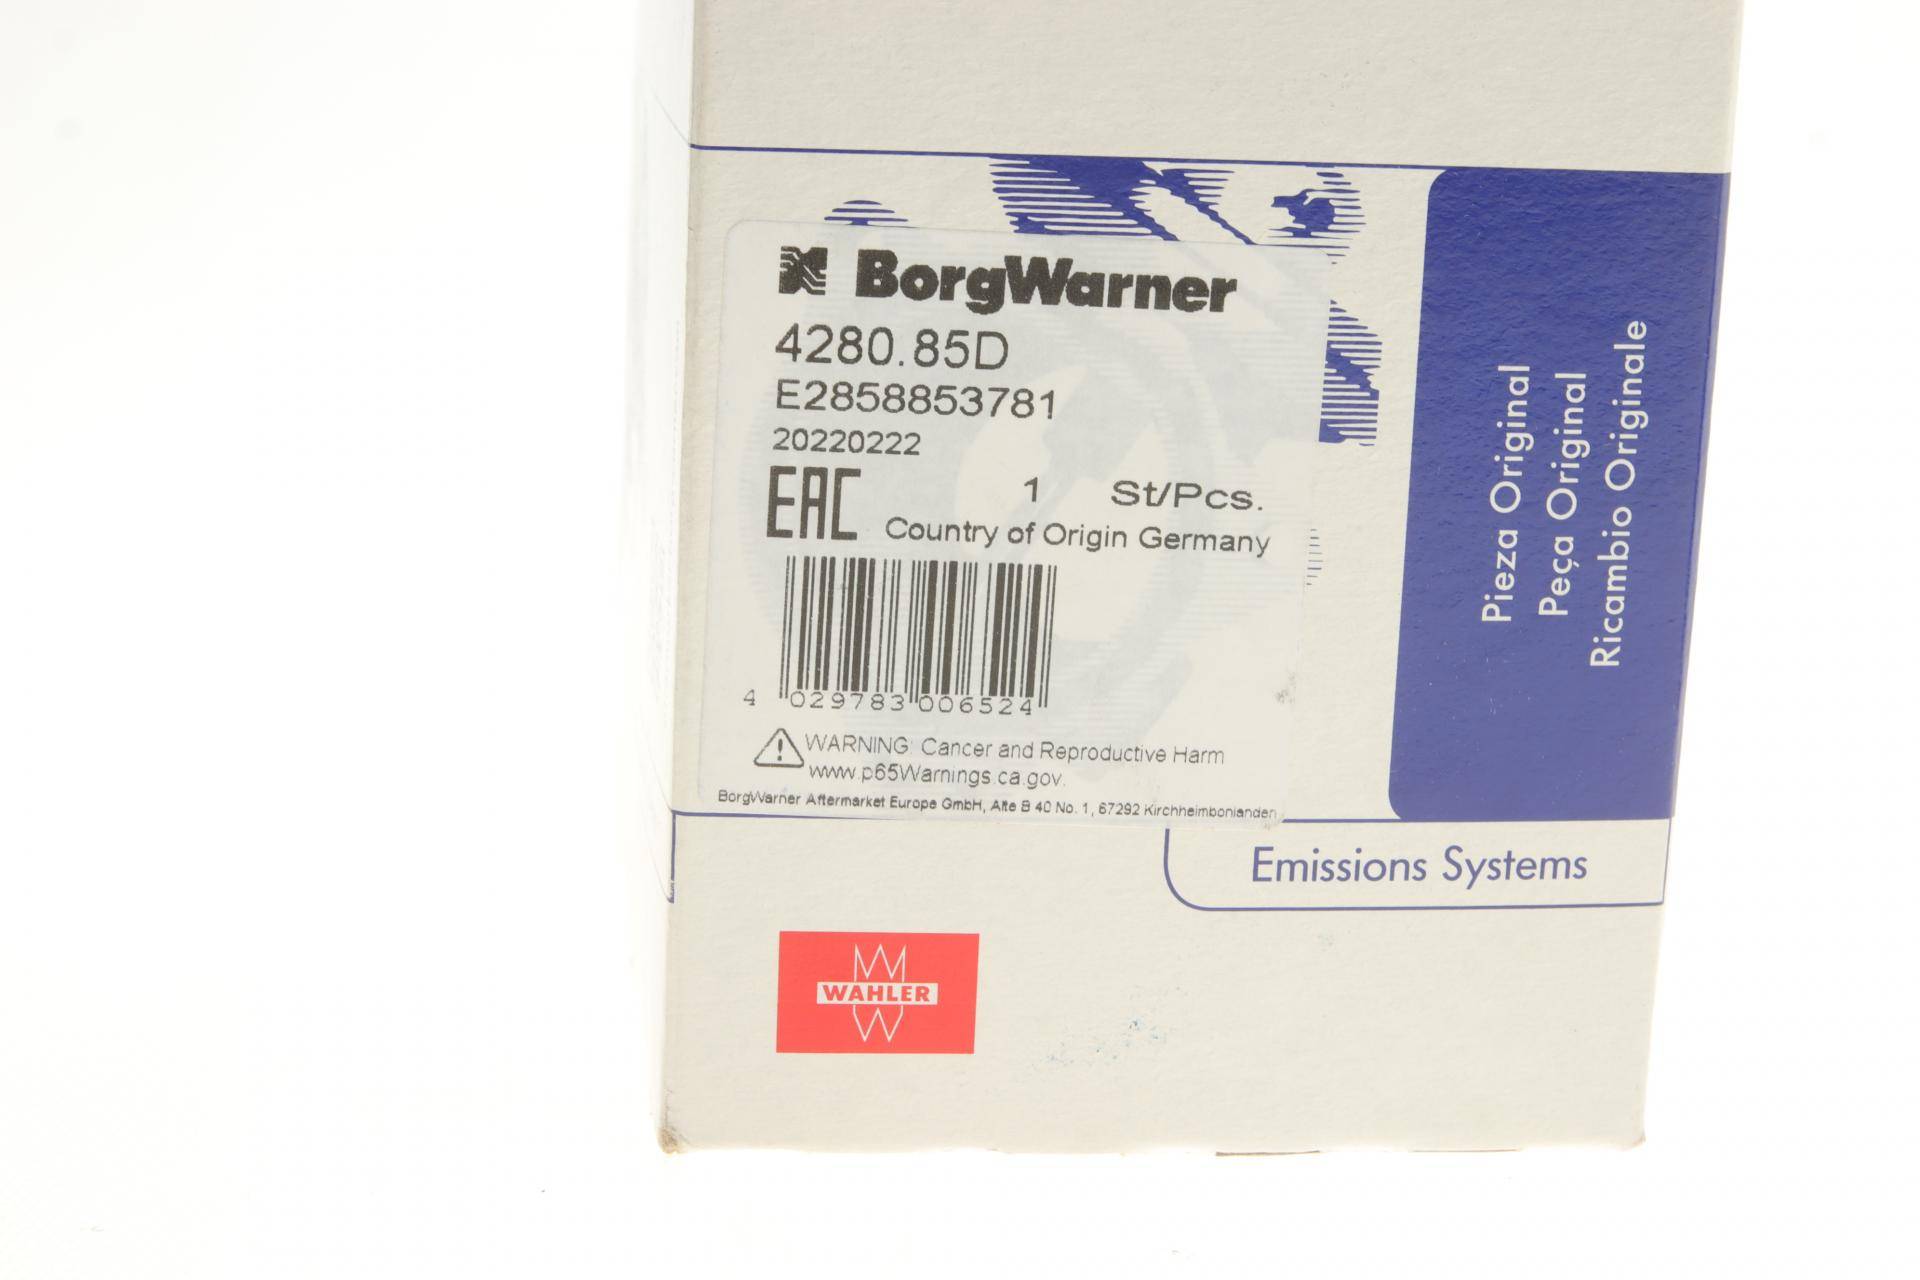 BorgWarner
4280.85D
E2858853781
20220222
EAC 1 St/Pcs.
Country of Origin Germany
4 029783 006524
WARNING: Cancer and Reproductive Harm
www.p65Warnings.ca.gov.
BorgWarner Aftermarket Europe GmbH, Alte B 40 No. 1, 67292 Kirchheimbolanden
Pieza Original
Peça Original
Ricambio Originale
Emissions Systems
WAHLER